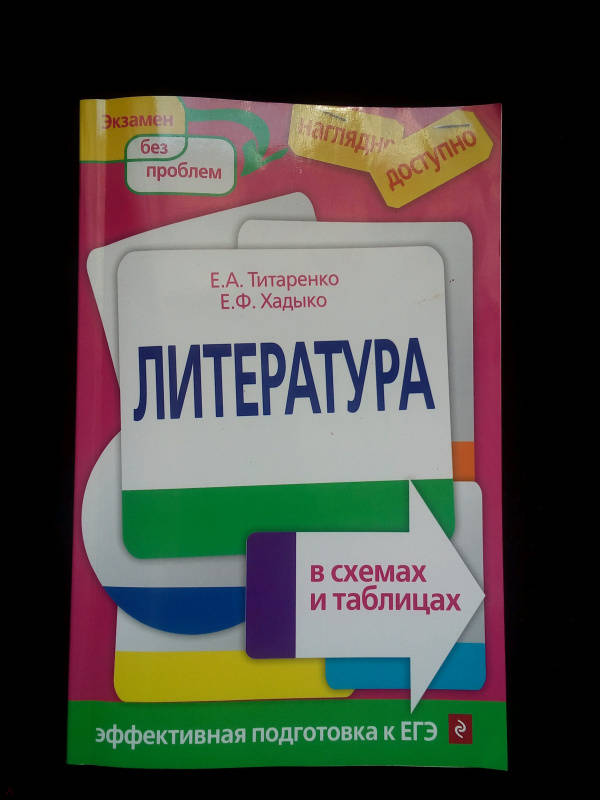 Экзамен
без
проблем
наглядно
доступно
Е.А. Титаренко
Е.Ф. Хадыко
ЛИТЕРАТУРА
в схемах
и таблицах
эффективная подготовка к ЕГЭ